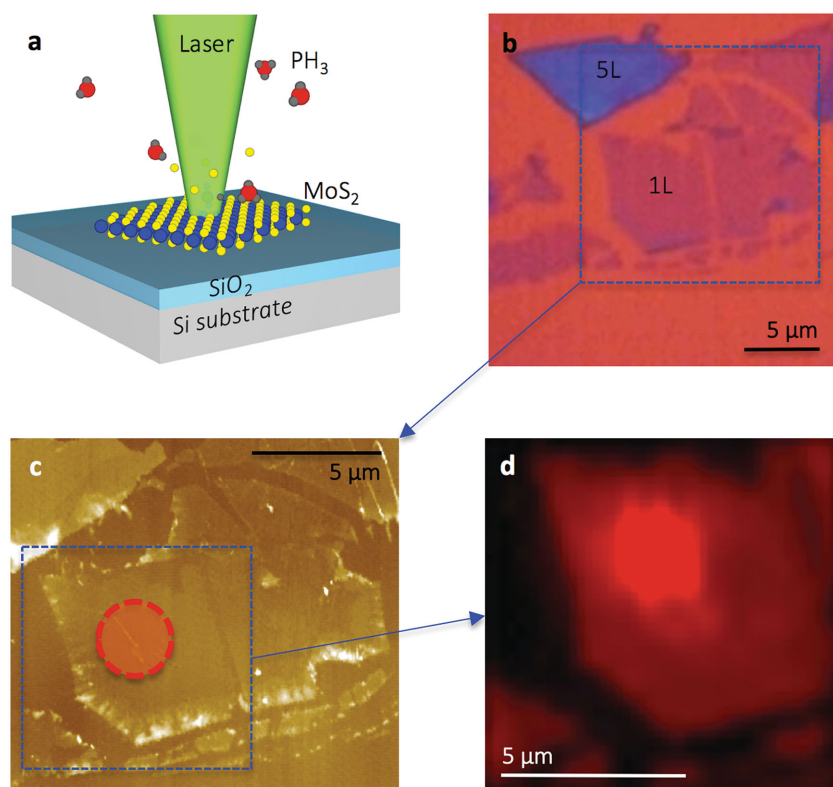 a
Laser
PH₃
MoS₂
SiO₂
Si substrate
b
5L
1L
5 μm
c
5 μm
d
5 μm